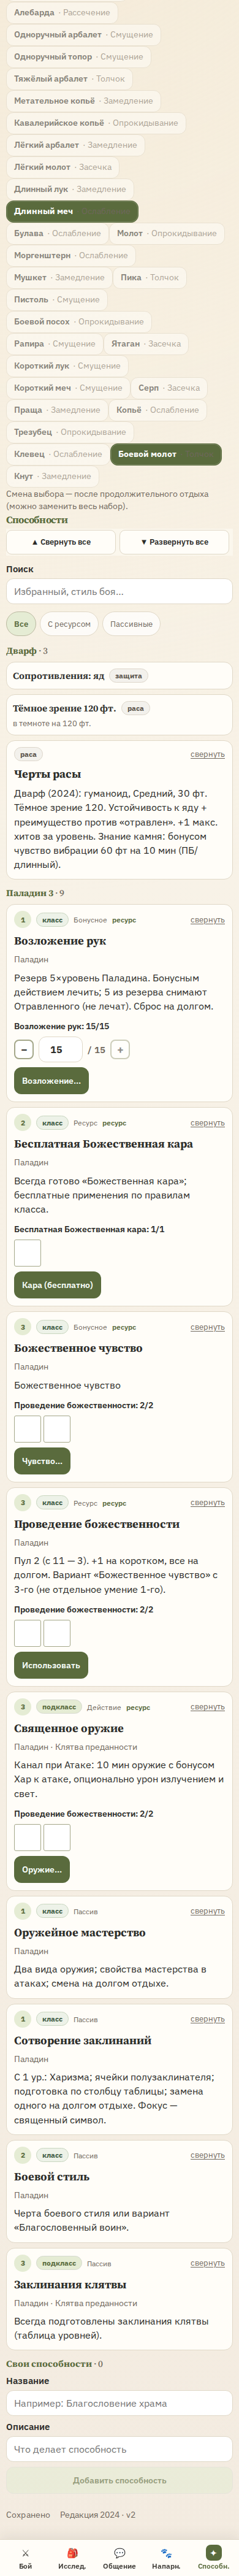 Алебарда · Рассечение
Одноручный арбалет · Смущение
Одноручный топор · Смущение
Тяжёлый арбалет · Толчок
Метательное копьё · Замедление
Кавалерийское копьё · Опрокидывание
Лёгкий арбалет · Замедление
Лёгкий молот · Засечка
Длинный лук · Замедление
Длинный меч
Булава · Ослабление Молот · Опрокидывание
Моргенштерн · Ослабление
Мушкет · Замедление Пика · Толчок
Пистоль · Смущение
Боевой посох · Опрокидывание
Рапира · Смущение Ятаган · Засечка
Короткий лук · Смущение
Короткий меч · Смущение Серп · Засечка
Праща · Замедление Копьё · Ослабление
Трезубец · Опрокидывание
Клевец · Ослабление Боевой молот
Кнут · Замедление
Смена выбора — после продолжительного отдыха
(можно заменить весь набор).
Способности
▲ Свернуть все ▼ Развернуть все
Поиск
Избранный, стиль боя...
Все С ресурсом Пассивные
Дварф · 3
Сопротивления: яд защита
Тёмное зрение 120 фт. раса
в темноте на 120 фт.
раса свернуть
Черты расы
Дварф (2024): гуманоид, Средний, 30 фт.
Тёмное зрение 120. Устойчивость к яду +
преимущество против «отравлен». +1 макс.
хитов за уровень. Знание камня: бонусом
чувство вибрации 60 фт на 10 мин (ПБ/
длинный).
Паладин 3 · 9
1 класс Бонусное ресурс свернуть
Возложение рук
Паладин
Резерв 5×уровень Паладина. Бонусным
действием лечить; 5 из резерва снимают
Отравленного (не лечат). Сброс на долгом.
Возложение рук: 15/15
− 15 / 15 +
Возложение…
2 класс Ресурс ресурс свернуть
Бесплатная Божественная кара
Паладин
Всегда готово «Божественная кара»;
бесплатные применения по правилам
класса.
Бесплатная Божественная кара: 1/1
Кара (бесплатно)
3 класс Бонусное ресурс свернуть
Божественное чувство
Паладин
Божественное чувство
Проведение божественности: 2/2
Чувство…
3 класс Ресурс ресурс свернуть
Проведение божественности
Паладин
Пул 2 (с 11 — 3). +1 на коротком, все на
долгом. Вариант «Божественное чувство» с
3-го (не отдельное умение 1-го).
Проведение божественности: 2/2
Использовать
3 подкласс Действие ресурс свернуть
Священное оружие
Паладин · Клятва преданности
Канал при Атаке: 10 мин оружие с бонусом
Хар к атаке, опционально урон излучением и
свет.
Проведение божественности: 2/2
Оружие…
1 класс Пассив свернуть
Оружейное мастерство
Паладин
Два вида оружия; свойства мастерства в
атаках; смена на долгом отдыхе.
1 класс Пассив свернуть
Сотворение заклинаний
Паладин
С 1 ур.: Харизма; ячейки полузаклинателя;
подготовка по столбцу таблицы; замена
одного на долгом отдыхе. Фокус —
священный символ.
2 класс Пассив свернуть
Боевой стиль
Паладин
Черта боевого стиля или вариант
«Благословенный воин».
3 подкласс Пассив свернуть
Заклинания клятвы
Паладин · Клятва преданности
Всегда подготовлены заклинания клятвы
(таблица уровней).
Свои способности · 0
Название
Например: Благословение храма
Описание
Что делает способность
Добавить способность
Сохранено Редакция 2024 · v2
Бой Исслед. Общение Напарн. Способн.